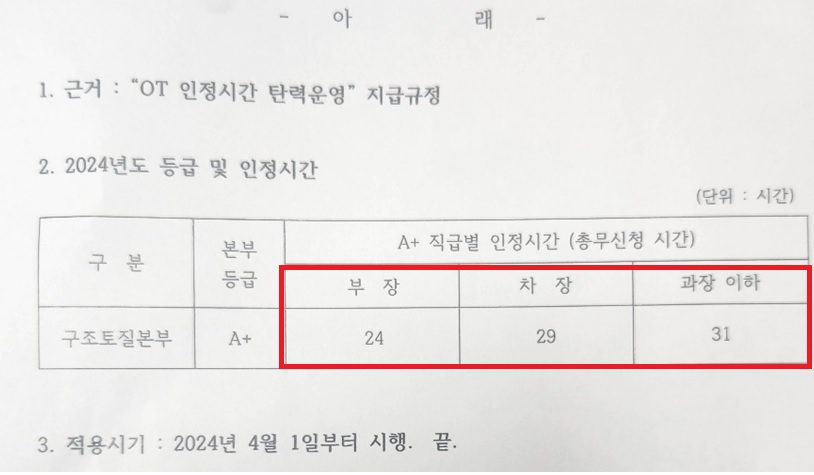 - 아 래 -
1. 근거 : “OT 인정시간 탄력운영” 지급규정
2. 2024년도 등급 및 인정시간
(단위 : 시간)
구 분 본부 등급 A+ 직급별 인정시간 (총무신청 시간)
부 장 차 장 과장 이하
구조토질본부 A+ 24 29 31
3. 적용시기 : 2024년 4월 1일부터 시행. 끝.